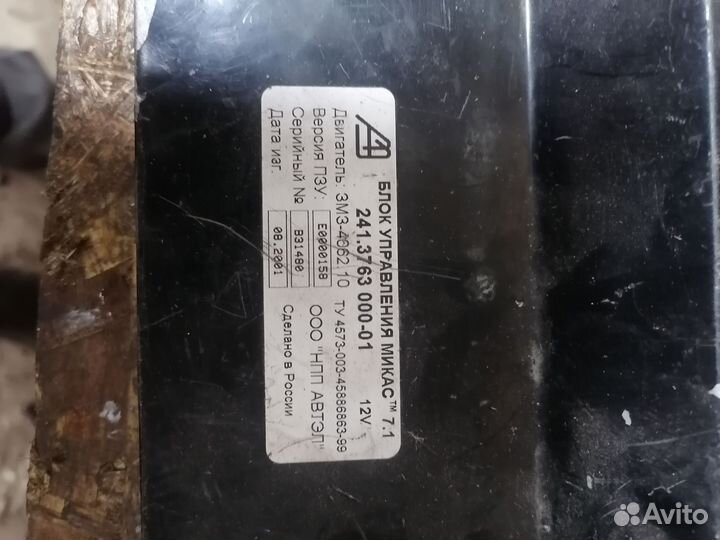 БЛОК УПРАВЛЕНИЯ МИКАС™ 7.1
241.3763 000-01 12V
Двигатель: ЗМЗ-4062.10 ТУ 4573-003-45886863-99
Версия ПЗУ: E0000158 ООО "НПП АВТЭЛ"
Серийный № B31480
Дата изг. 08.2001 Сделано в России
Avito